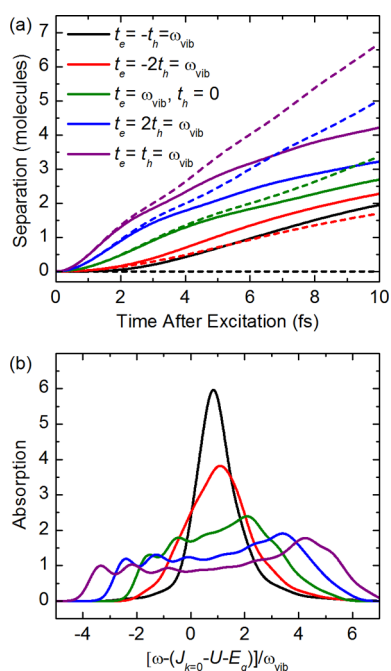 (a)
7
6
5
4
3
2
1
0
Separation (molecules)
t_e = -t_h = ω_vib
t_e = -2t_h = ω_vib
t_e = ω_vib, t_h = 0
t_e = 2t_h = ω_vib
t_e = t_h = ω_vib
0 2 4 6 8 10
Time After Excitation (fs)
(b)
6
5
4
3
2
1
0
Absorption
-4 -2 0 2 4 6
[ω-(J_{k=0}-U-E_g)]/ω_vib